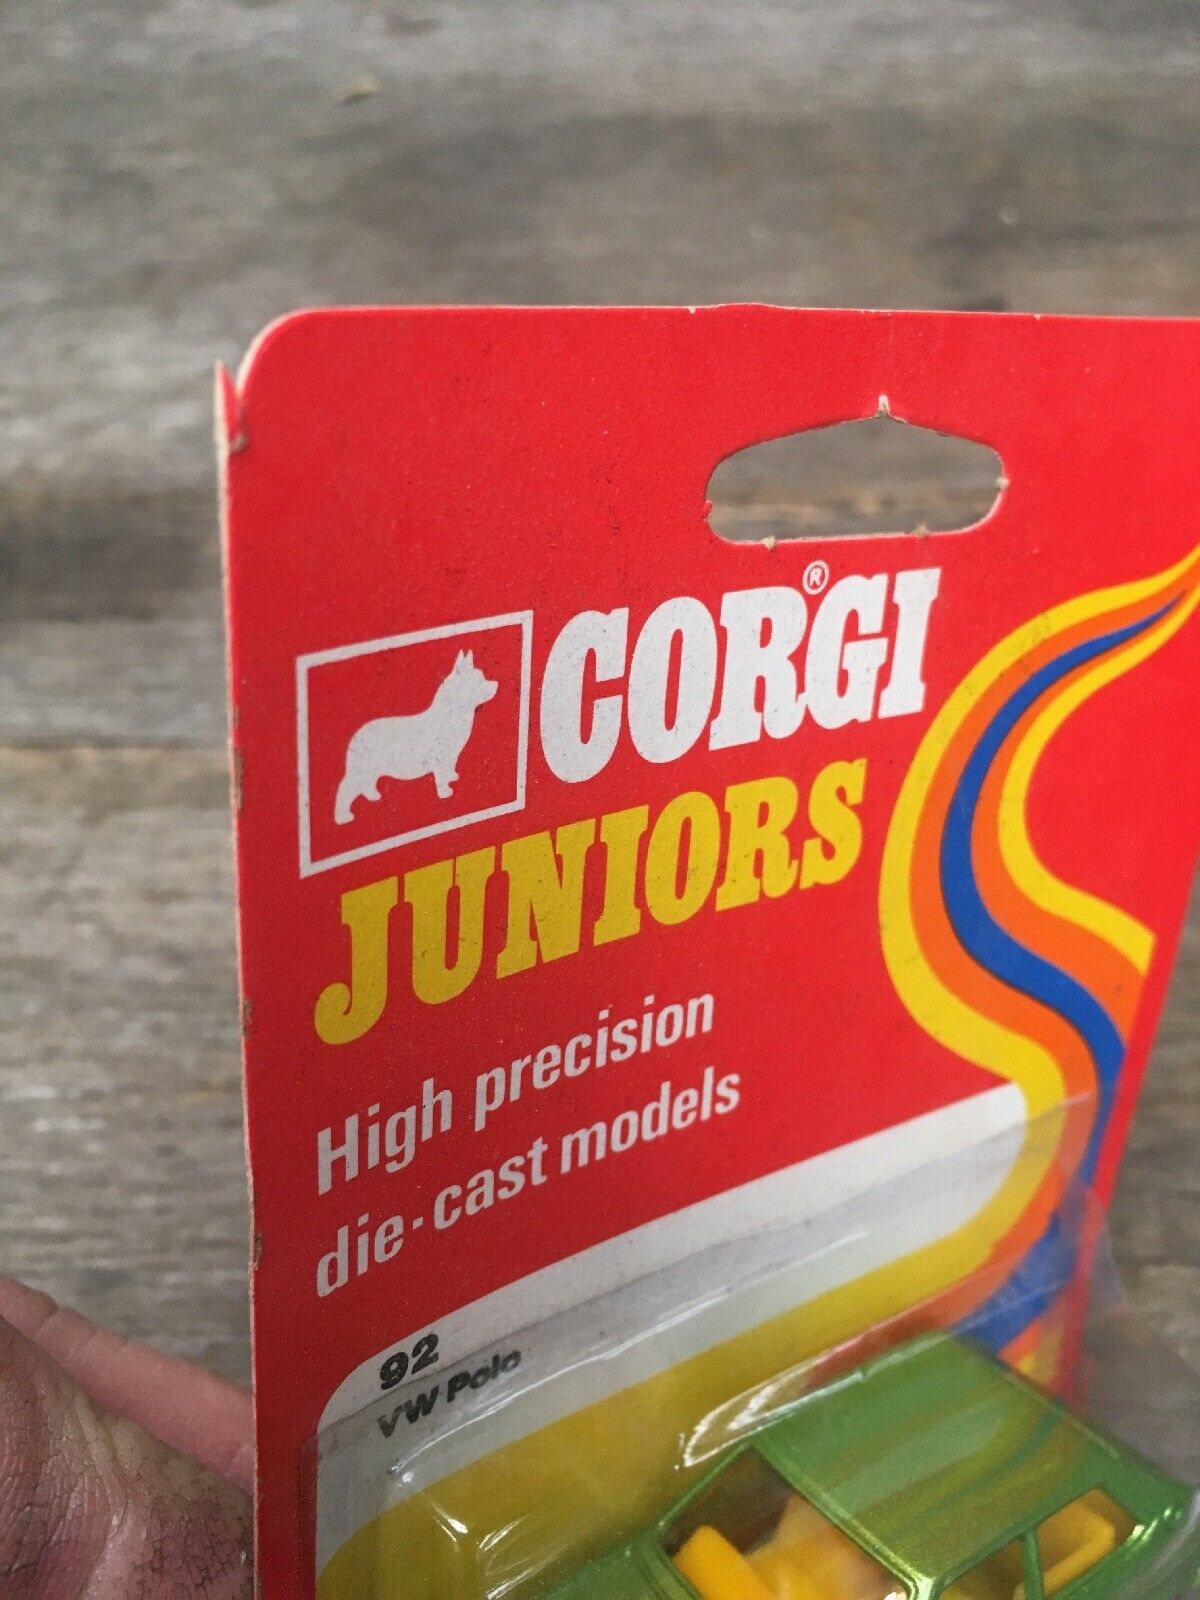 CORGI®
JUNIORS
High precision
die-cast models
92
VW Polo